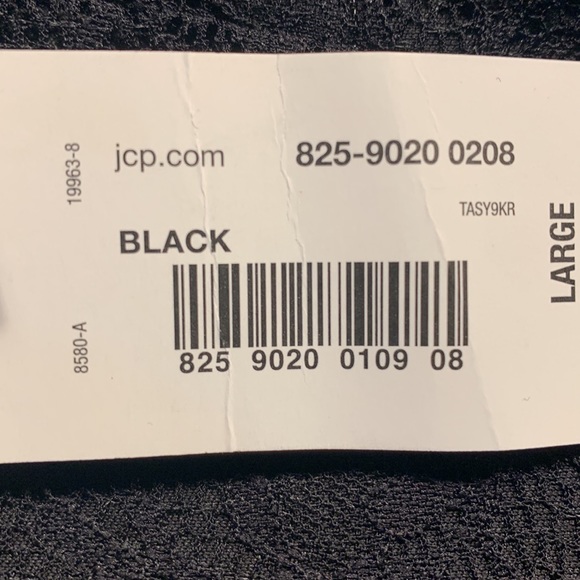 19963-8
jcp.com
825-9020 0208
TASY9KR
BLACK
LARGE
8580-A
825 9020 0109 08